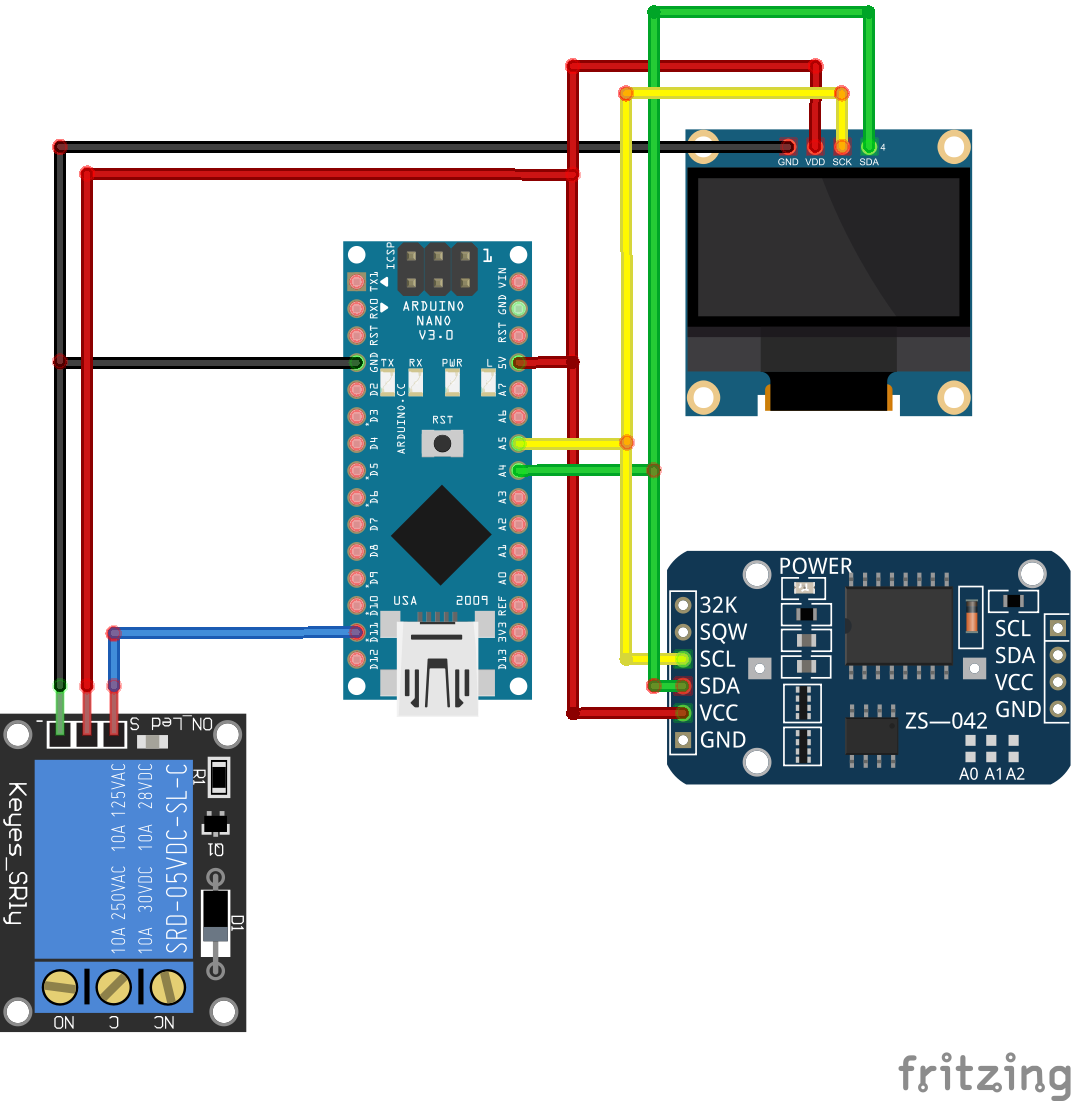 GND VDD SCK SDA 4
ICSP
1
ARDUINO
NANO
V3.0
TX1
RX0
RST
GND
D2
D3
D4
D5
D6
D7
D8
D9
D10
D11
D12
VIN
GND
RST
5V
A7
A6
A5
A4
A3
A2
A1
A0
REF
3V3
D13
TX RX PWR L
ARDUINO.CC
RST
USA 2009
POWER
32K
SQW
SCL
SDA
VCC
GND
SCL
SDA
VCC
GND
ZS—042
A0 A1 A2
- S ON_Led
Keyes_SRly
10A 250VAC 10A 125VAC
10A 30VDC 10A 28VDC
SRD-05VDC-SL-C
R1
Q1
D1
NO C NC
fritzing